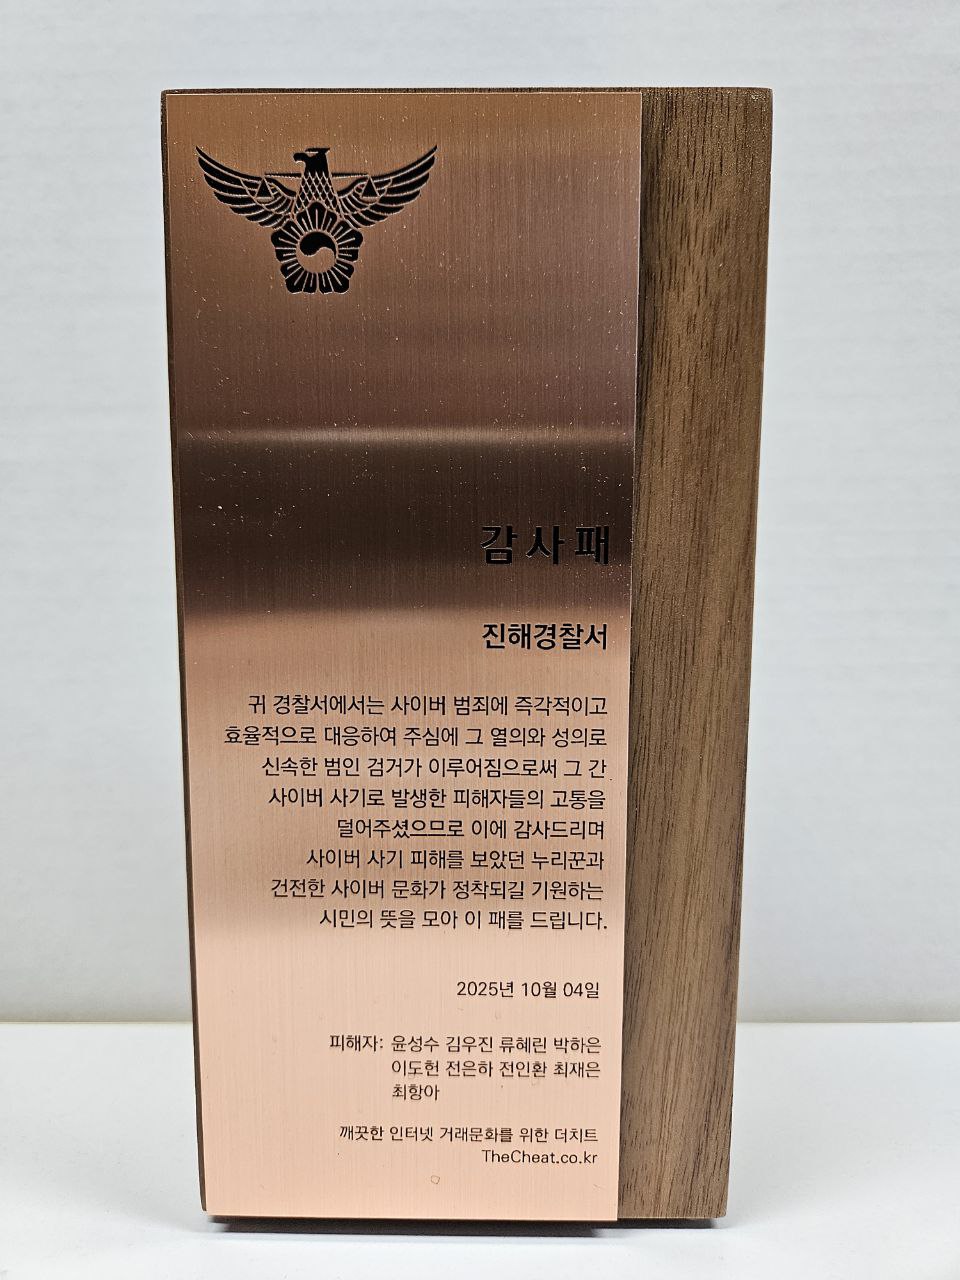 감사패
진해경찰서
귀 경찰서에서는 사이버 범죄에 즉각적이고
효율적으로 대응하여 주심에 그 열의와 성의로
신속한 범인 검거가 이루어짐으로써 그 간
사이버 사기로 발생한 피해자들의 고통을
덜어주셨으므로 이에 감사드리며
사이버 사기 피해를 보았던 누리꾼과
건전한 사이버 문화가 정착되길 기원하는
시민의 뜻을 모아 이 패를 드립니다.
2025년 10월 04일
피해자: 윤성수 김우진 류혜린 박하은
이도헌 전은하 전인환 최재은
최항아
깨끗한 인터넷 거래문화를 위한 더치트
TheCheat.co.kr